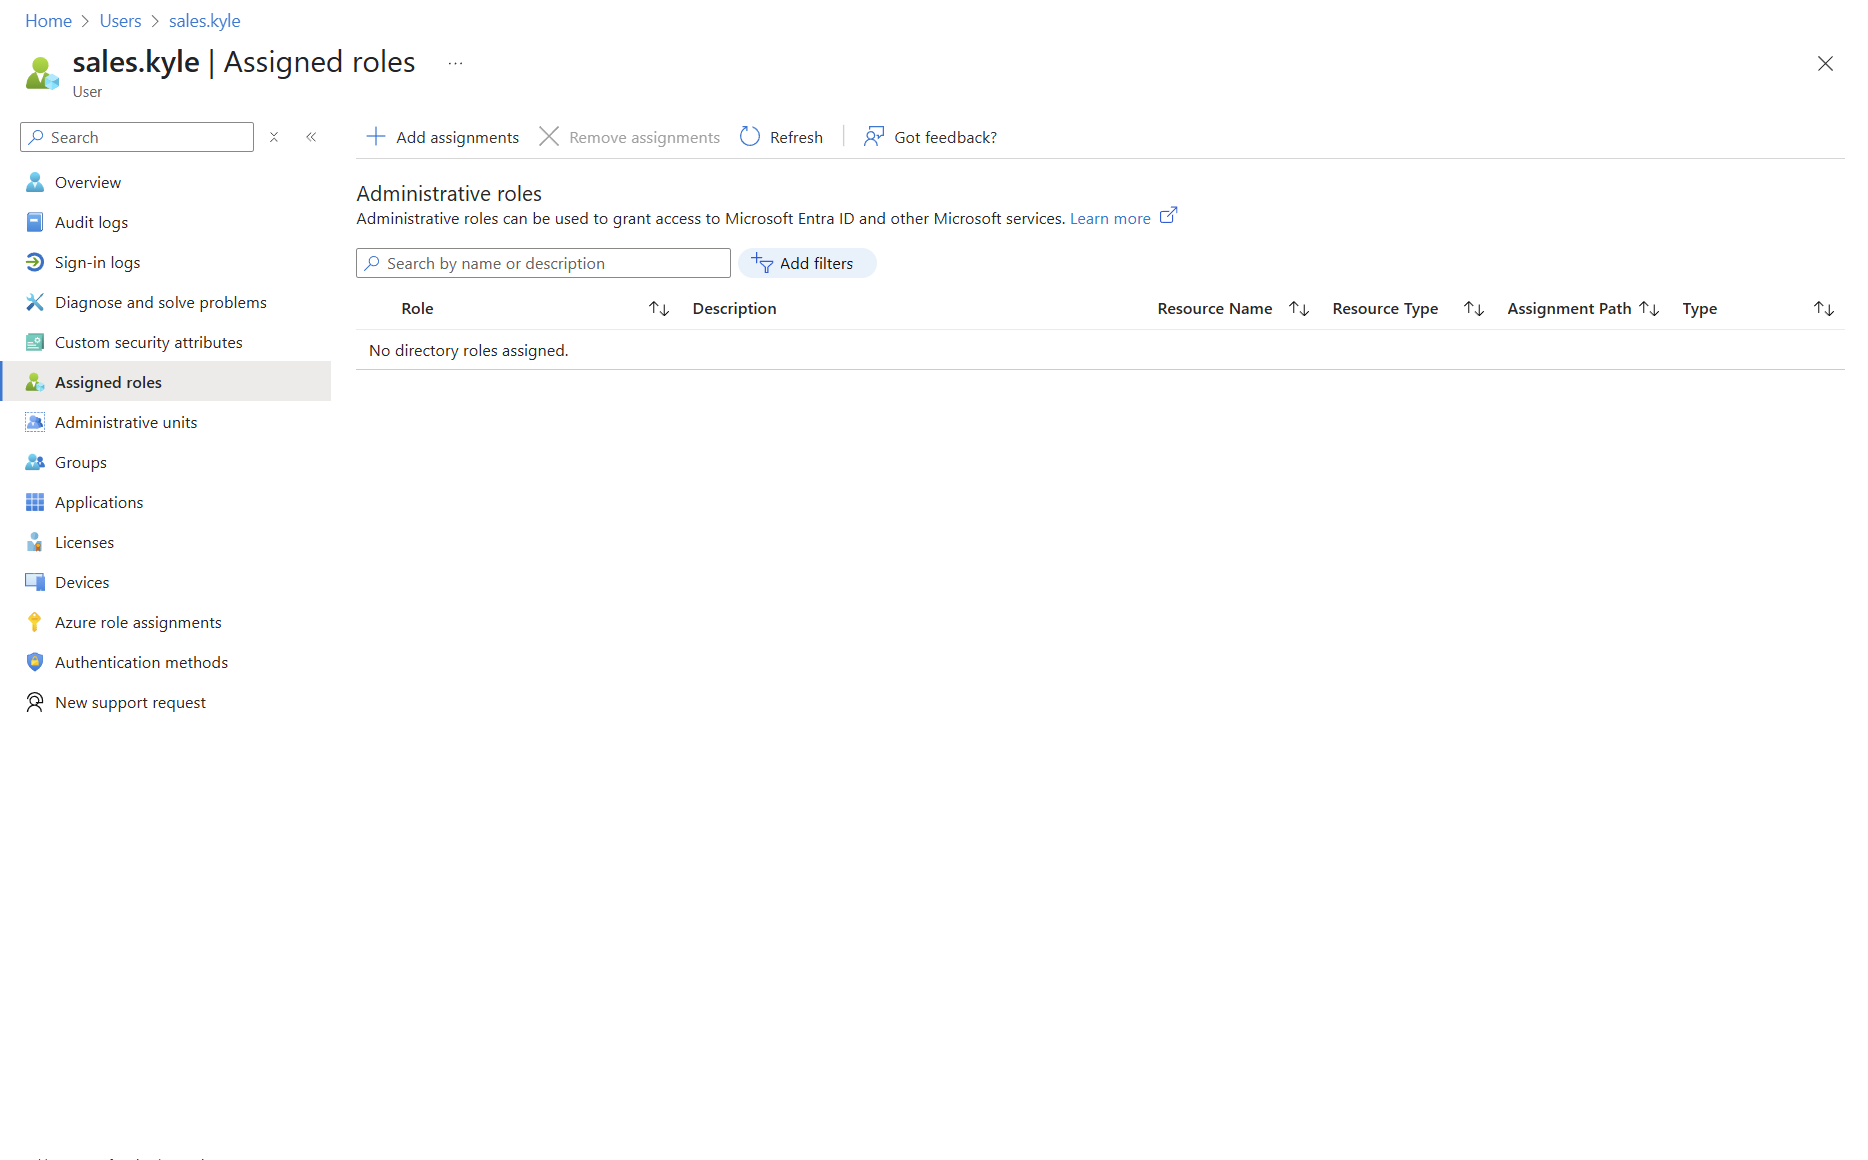 Home > Users > sales.kyle
sales.kyle | Assigned roles ...
User
Search
Overview
Audit logs
Sign-in logs
Diagnose and solve problems
Custom security attributes
Assigned roles
Administrative units
Groups
Applications
Licenses
Devices
Azure role assignments
Authentication methods
New support request
Add assignments Remove assignments Refresh Got feedback?
Administrative roles
Administrative roles can be used to grant access to Microsoft Entra ID and other Microsoft services. Learn more
Search by name or description Add filters
Role Description Resource Name Resource Type Assignment Path Type
No directory roles assigned.